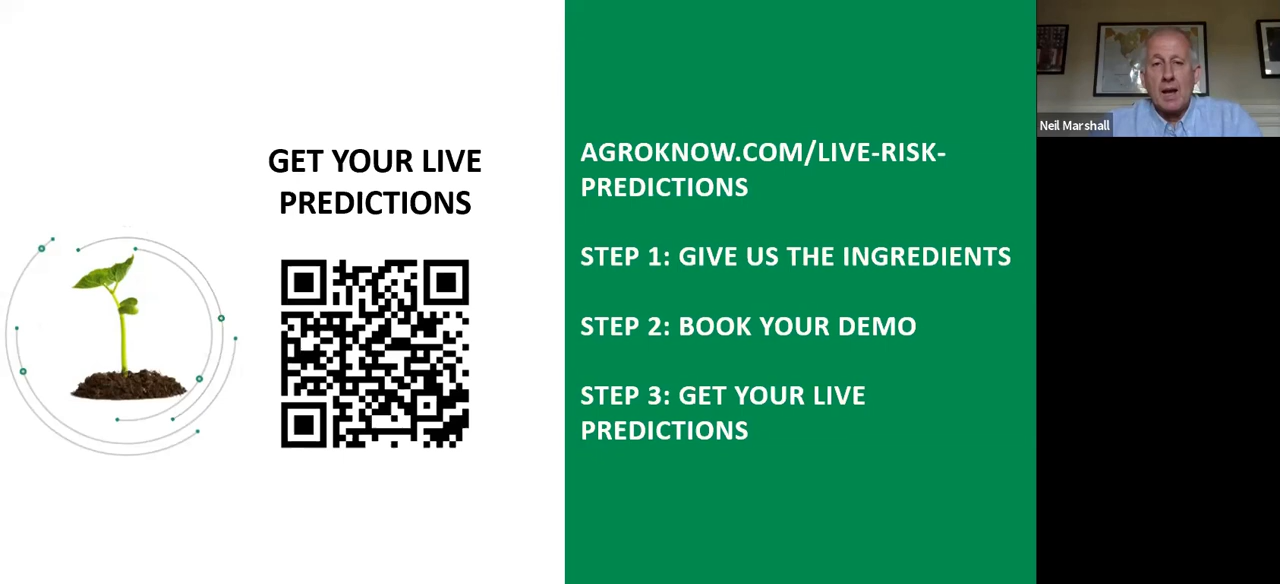 GET YOUR LIVE
PREDICTIONS
AGROKNOW.COM/LIVE-RISK-
PREDICTIONS
STEP 1: GIVE US THE INGREDIENTS
STEP 2: BOOK YOUR DEMO
STEP 3: GET YOUR LIVE
PREDICTIONS
Neil Marshall